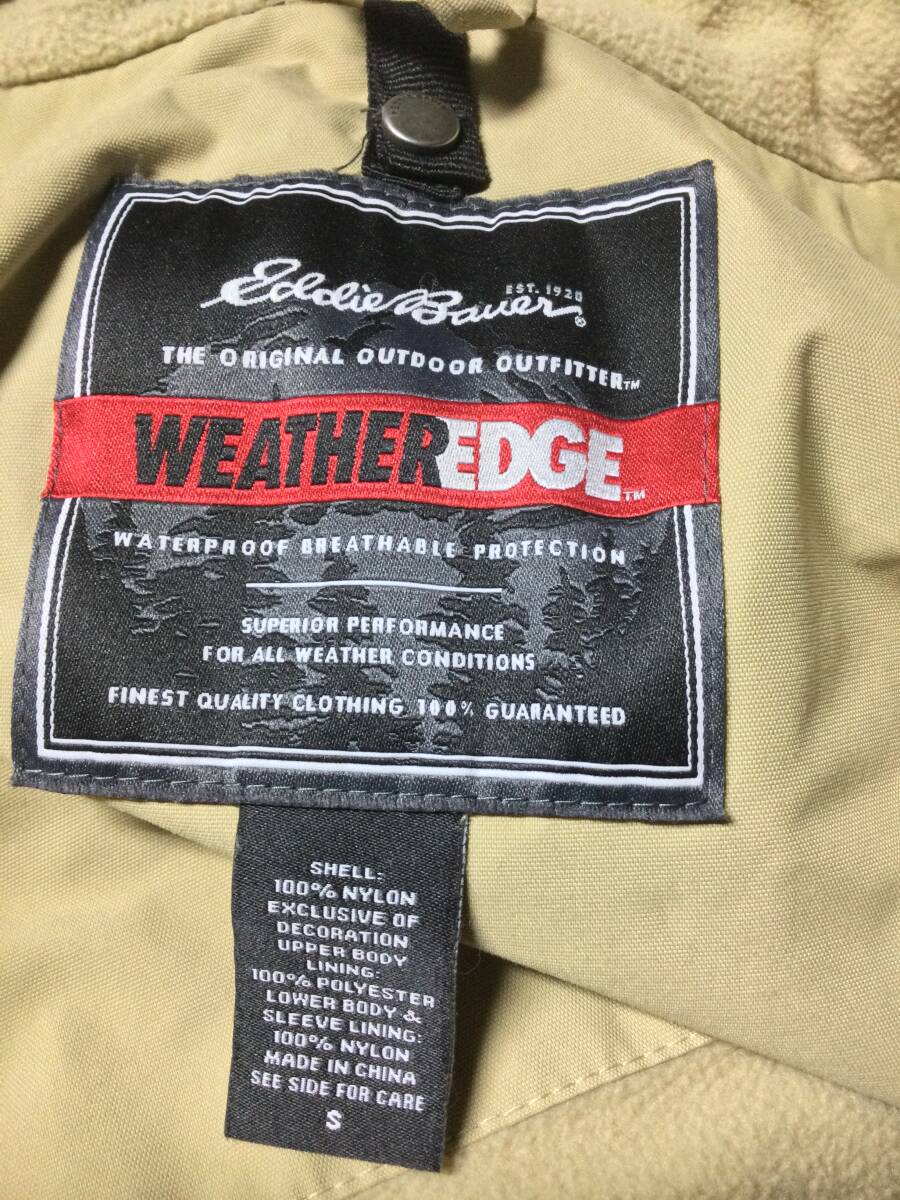 Eddie Bauer®
EST. 1920
THE ORIGINAL OUTDOOR OUTFITTER™
WEATHEREDGE™
WATERPROOF BREATHABLE PROTECTION
SUPERIOR PERFORMANCE
FOR ALL WEATHER CONDITIONS
FINEST QUALITY CLOTHING 100% GUARANTEED
SHELL:
100% NYLON
EXCLUSIVE OF
DECORATION
UPPER BODY
LINING:
100% POLYESTER
LOWER BODY &
SLEEVE LINING:
100% NYLON
MADE IN CHINA
SEE SIDE FOR CARE
S